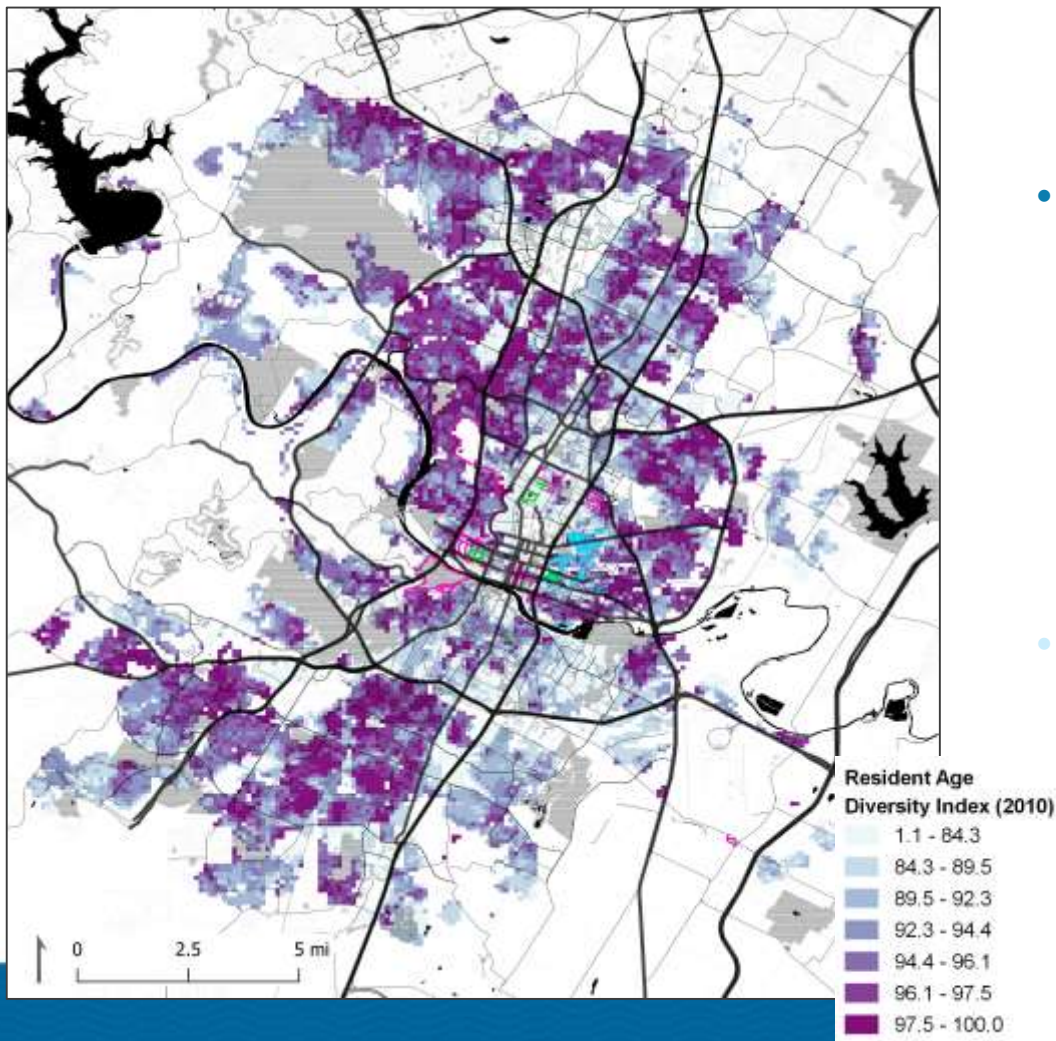 0 2.5 5 mi
Resident Age
Diversity Index (2010)
1.1 - 84.3
84.3 - 89.5
89.5 - 92.3
92.3 - 94.4
94.4 - 96.1
96.1 - 97.5
97.5 - 100.0